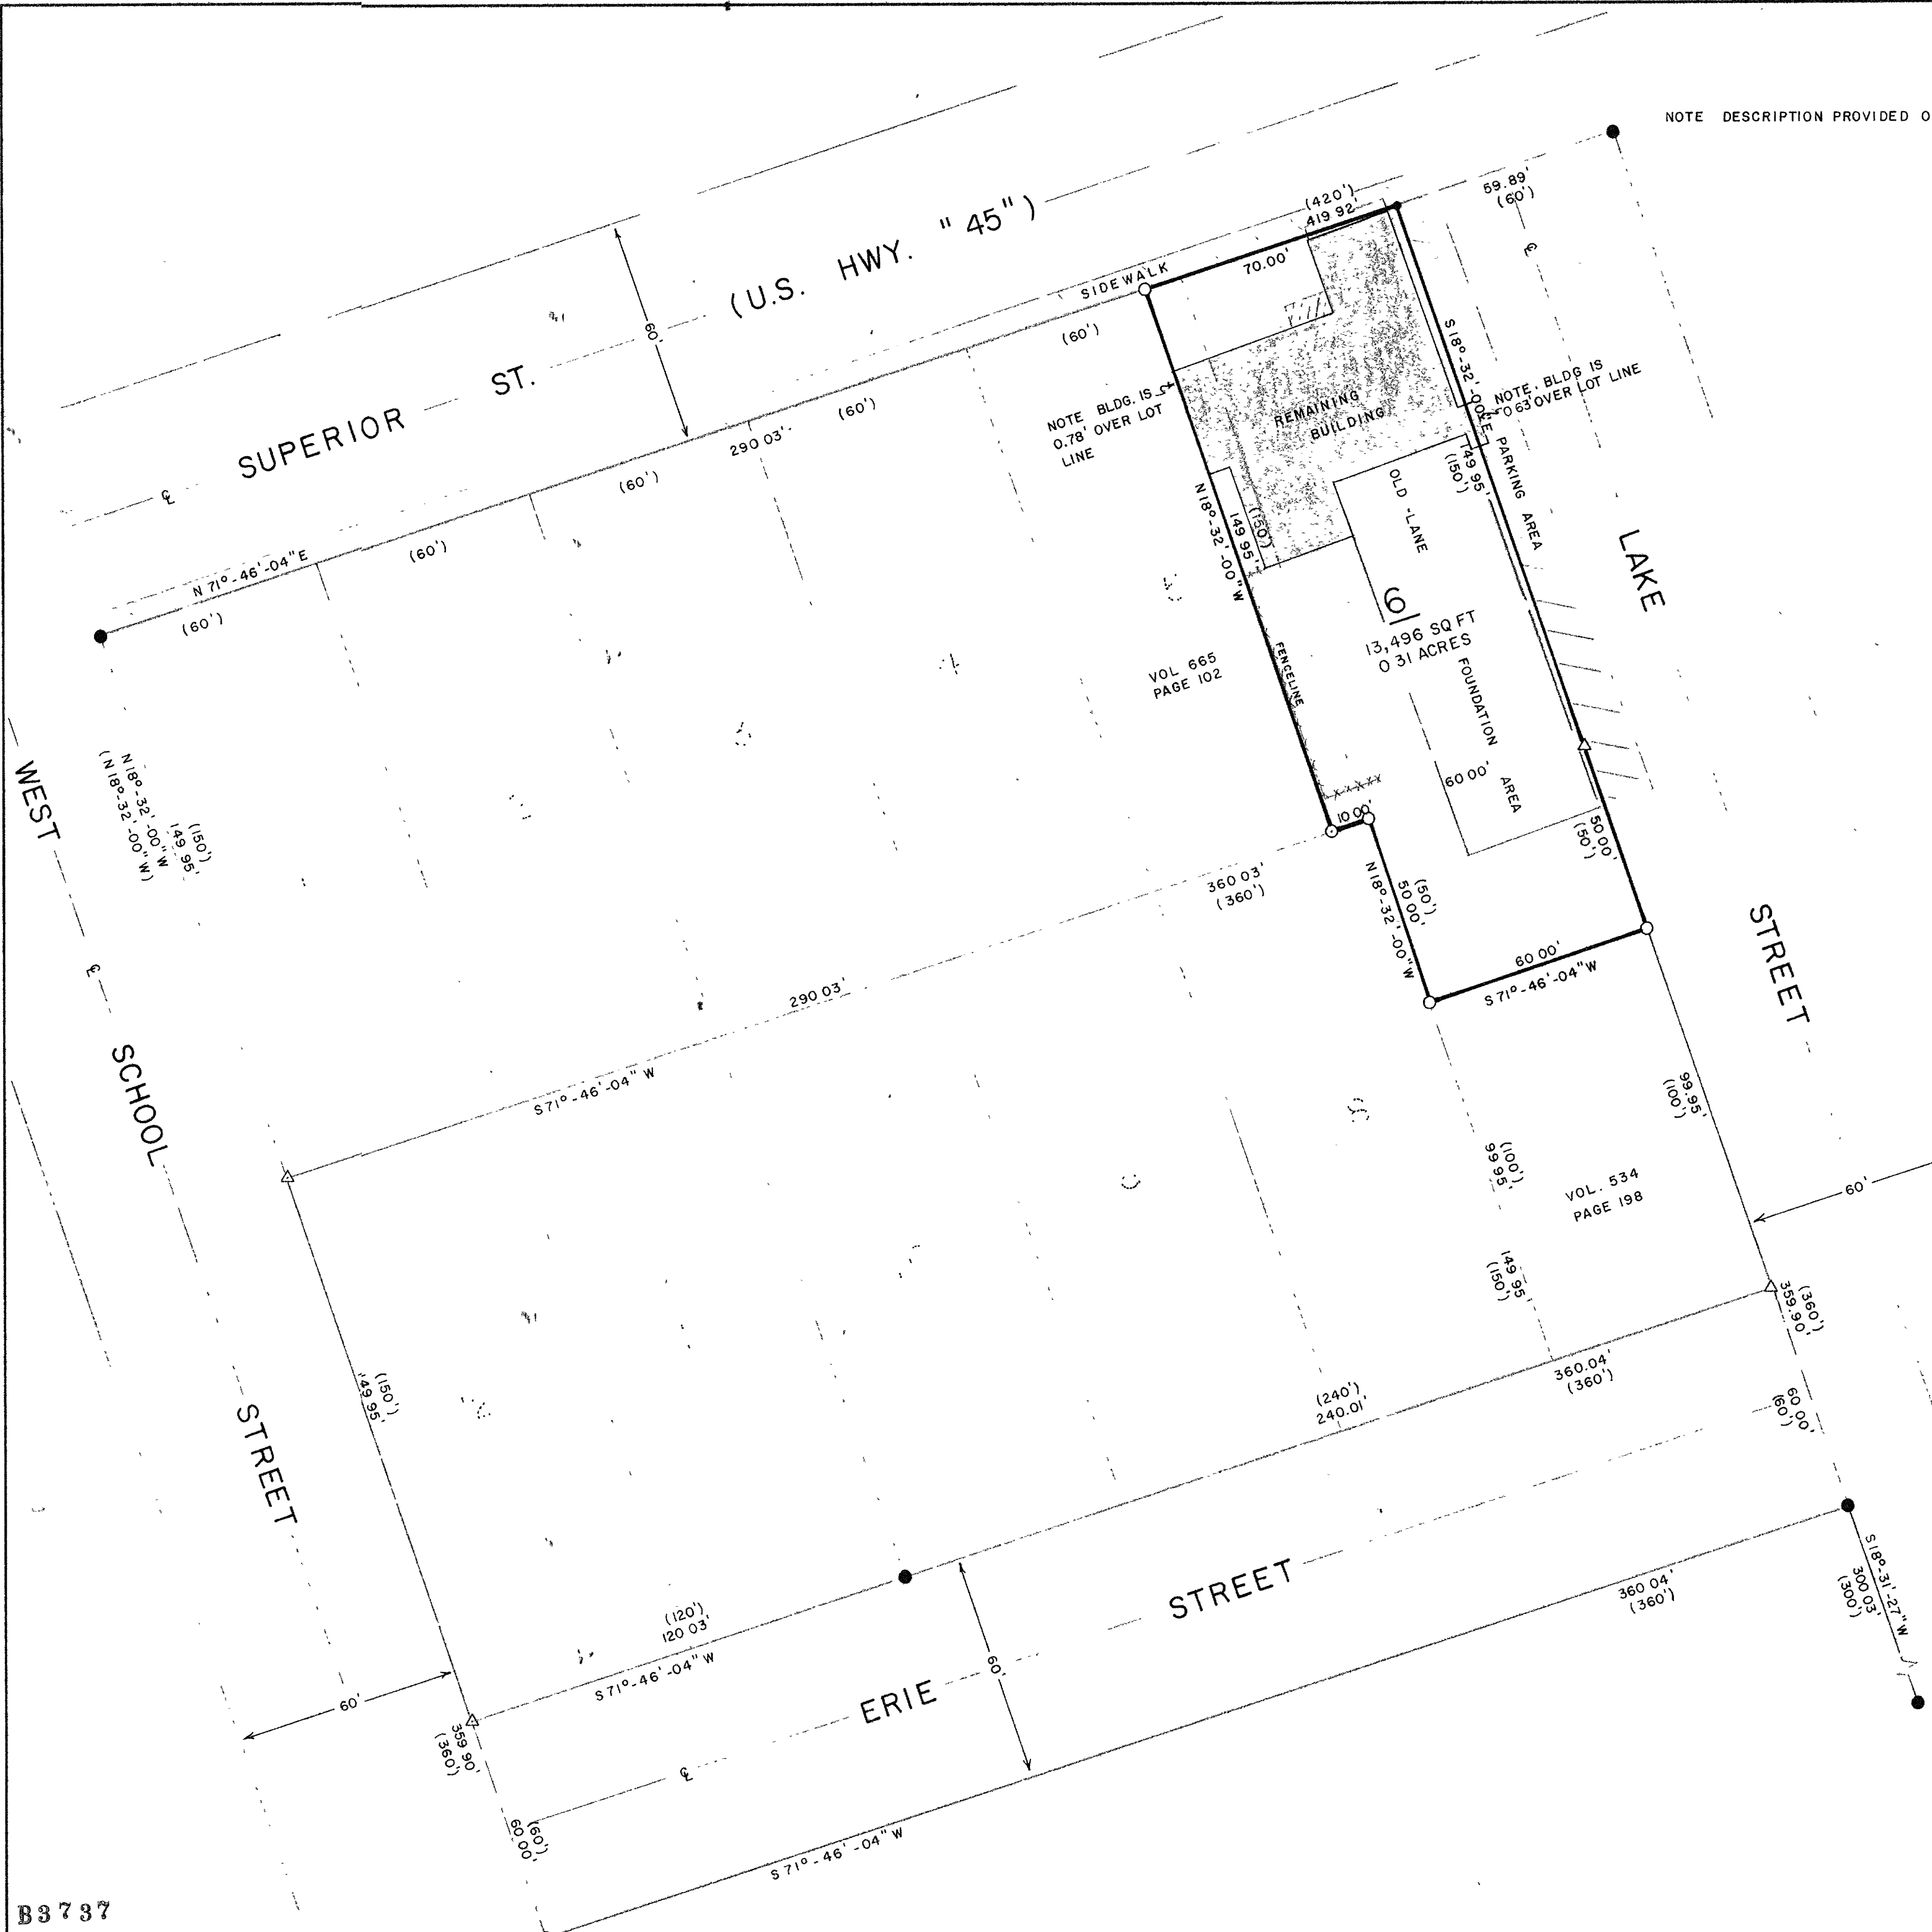 NOTE DESCRIPTION PROVIDED O
59.89'
(60')
(420')
419 92'
70.00'
SIDEWALK
(U.S. HWY. "45")
SUPERIOR ST.
60'
(60')
(60')
290 03'
(60')
(60')
N 71°-46'-04"E
(60')
NOTE BLDG. IS
0.78' OVER LOT
LINE
REMAINING
BUILDING
S 18°-32'-00"E
NOTE. BLDG IS
0 63' OVER LOT LINE
PARKING AREA
149 95'
(150')
OLD LANE
N 18°-32'-00"W
149 95'
(150')
6
13,496 SQ FT
0 31 ACRES
FOUNDATION AREA
FENCELINE
VOL 665
PAGE 102
60 00'
10 00'
50 00'
(50')
LAKE STREET
N 18°-32'-00"W
(50')
50 00'
60 00'
S 71°-46'-04"W
360 03'
(360')
290 03'
S 71°-46'-04" W
WEST SCHOOL STREET
(150')
149 95'
N 18°-32'-00" W
(N 18°-32'-00" W)
99.95'
(100')
(100')
99 95'
VOL. 534
PAGE 198
60'
149 95'
(150')
(360')
359.90'
360.04'
(360')
(240')
240.01'
60 00'
(60')
(150')
149 95'
(120')
120 03'
S 71°-46'-04" W
60'
ERIE STREET
60'
360 04'
(360')
S 18°-31'-27"W
300 03'
(300')
359 90'
(360')
(60')
60 00'
S 71°-46'-04" W
B3737